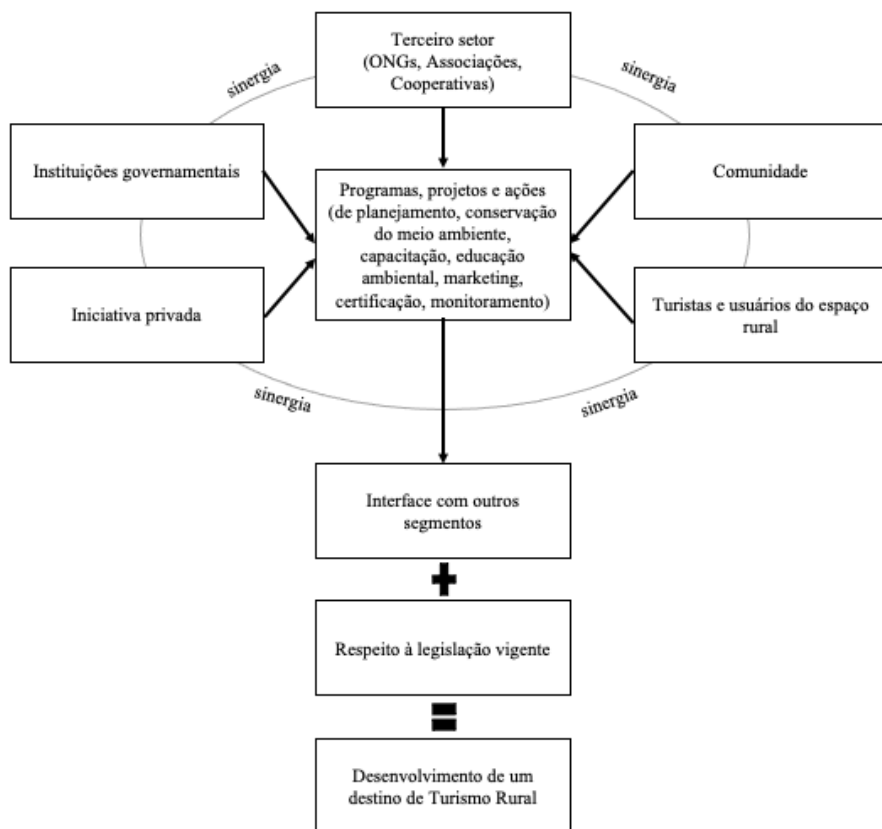 Terceiro setor
(ONGs, Associações,
Cooperativas)
sinergia
sinergia
Instituições governamentais
Comunidade
Programas, projetos e ações
(de planejamento, conservação
do meio ambiente,
capacitação, educação
ambiental, marketing,
certificação, monitoramento)
Iniciativa privada
Turistas e usuários do espaço
rural
sinergia
sinergia
Interface com outros
segmentos
+
Respeito à legislação vigente
=
Desenvolvimento de um
destino de Turismo Rural